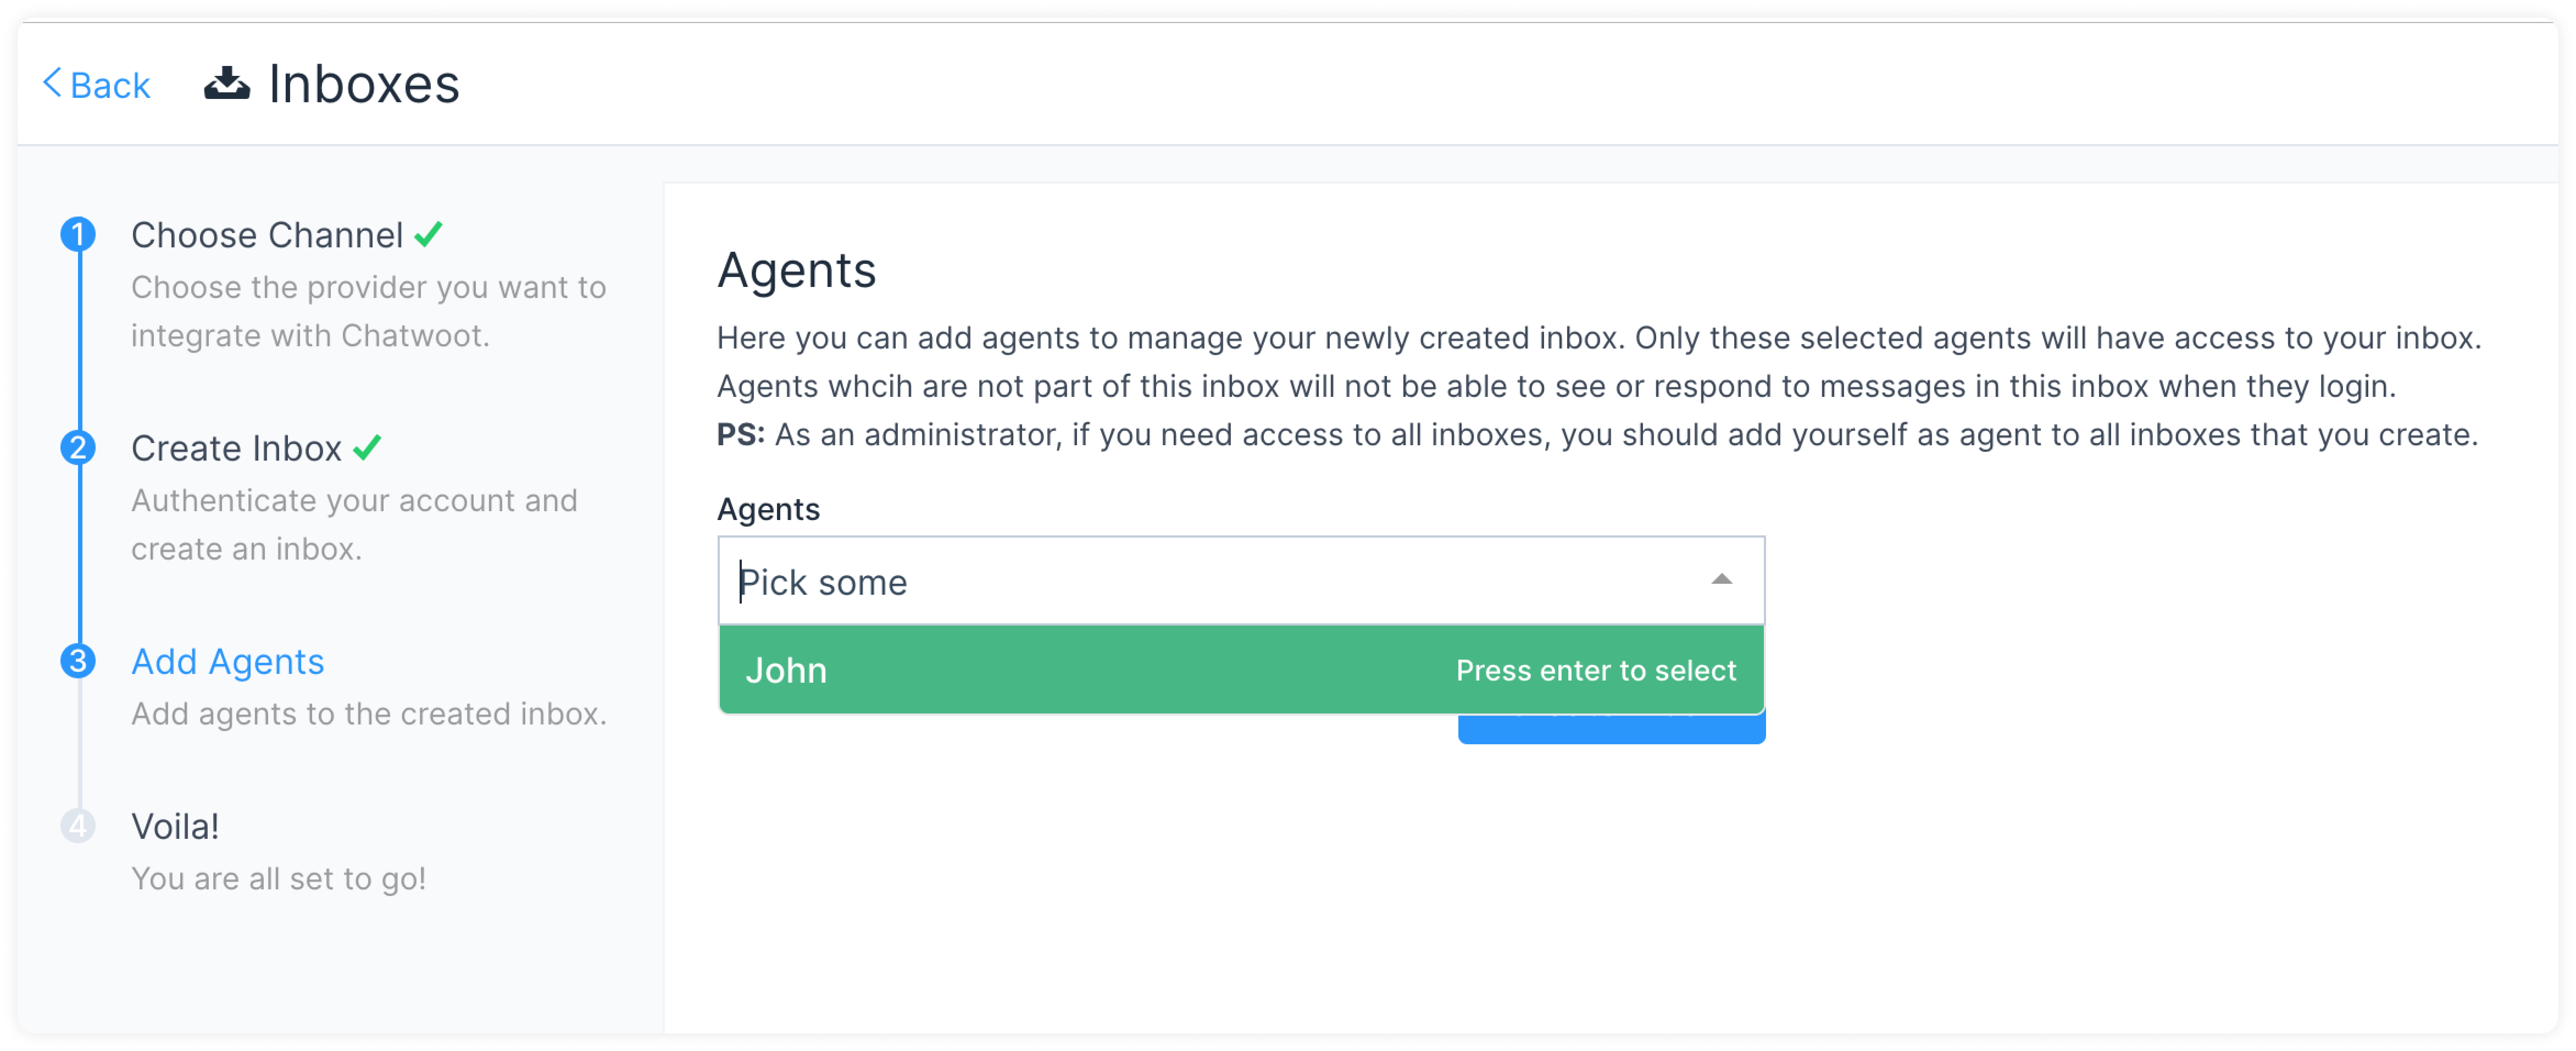 Back
Inboxes
1
Choose Channel
Choose the provider you want to
integrate with Chatwoot.
2
Create Inbox
Authenticate your account and
create an inbox.
3
Add Agents
Add agents to the created inbox.
4
Voila!
You are all set to go!
Agents
Here you can add agents to manage your newly created inbox. Only these selected agents will have access to your inbox.
Agents whcih are not part of this inbox will not be able to see or respond to messages in this inbox when they login.
PS: As an administrator, if you need access to all inboxes, you should add yourself as agent to all inboxes that you create.
Agents
Pick some
John
Press enter to select